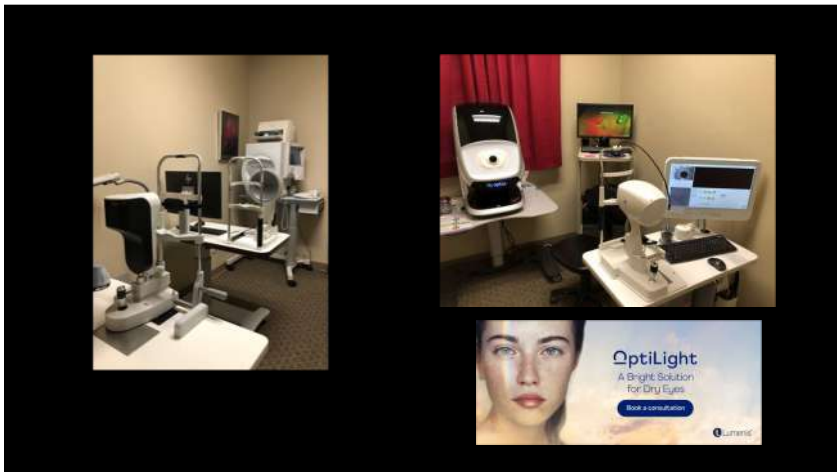 OptiLight
A Bright Solution
for Dry Eyes
Book a consultation
Lumenis